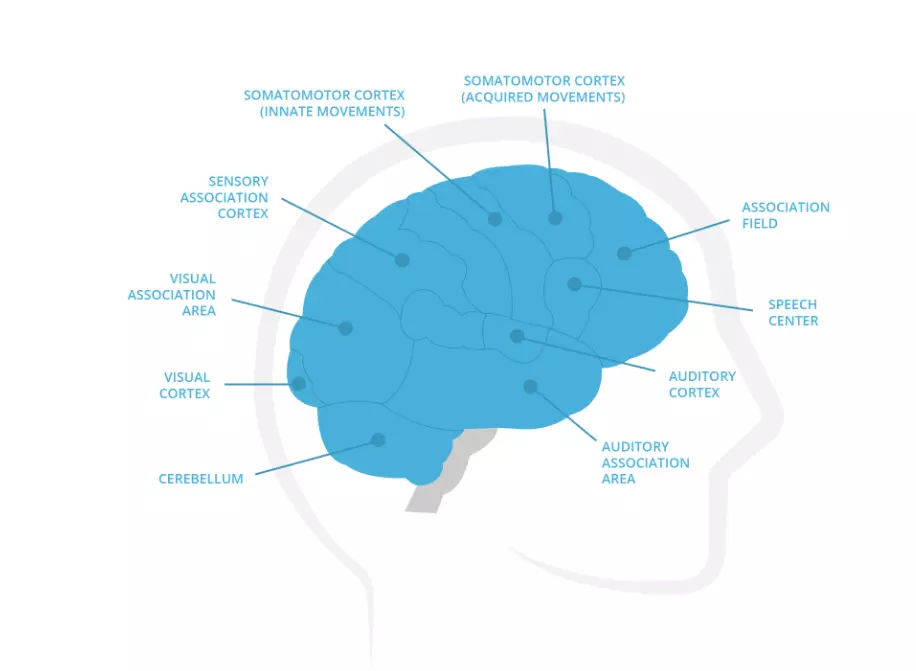 SOMATOMOTOR CORTEX
(INNATE MOVEMENTS)
SOMATOMOTOR CORTEX
(ACQUIRED MOVEMENTS)
SENSORY
ASSOCIATION
CORTEX
ASSOCIATION
FIELD
VISUAL
ASSOCIATION
AREA
SPEECH
CENTER
VISUAL
CORTEX
AUDITORY
CORTEX
AUDITORY
ASSOCIATION
AREA
CEREBELLUM